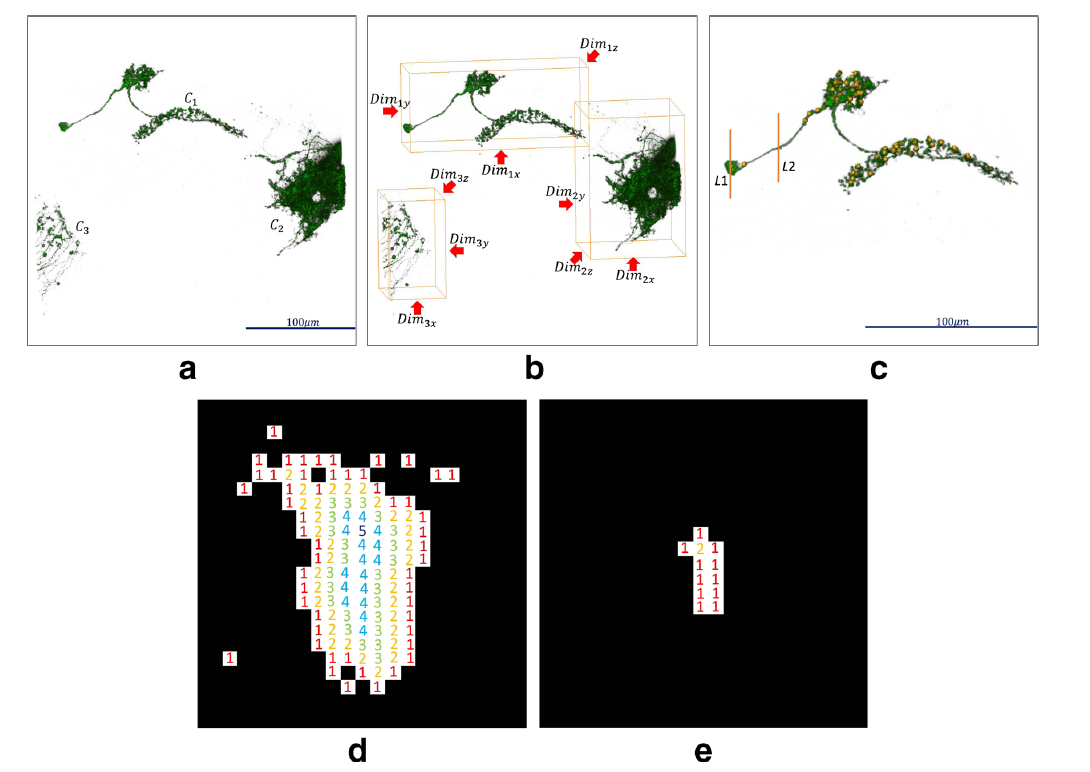 C₁
C₂
C₃
100μm
a
Dim₁z
Dim₁y
Dim₁x
Dim₃z
Dim₂y
Dim₃y
Dim₂z
Dim₂x
Dim₃x
b
L1
L2
100μm
c
1
1 1 1 1 1 1 1
1 1 2 1 1 1 1 1 1
1 1 2 1 2 2 2 1
1 2 2 3 3 3 2 1 1
1 2 3 4 4 3 2 2 1
1 2 3 4 5 4 3 2 1
1 2 3 4 4 3 2 1
1 2 3 4 4 3 2 1
1 2 3 4 4 3 2 1
1 2 3 4 4 3 2 1
1 2 3 4 4 3 2 1
1 2 3 4 3 2 1
1 2 3 4 3 2 1
1 2 2 3 3 2 1
1 1 1 2 3 2 1
1 1 2 1
1 1
d
1
1 2 1
1 1
1 1
1 1
1 1
e